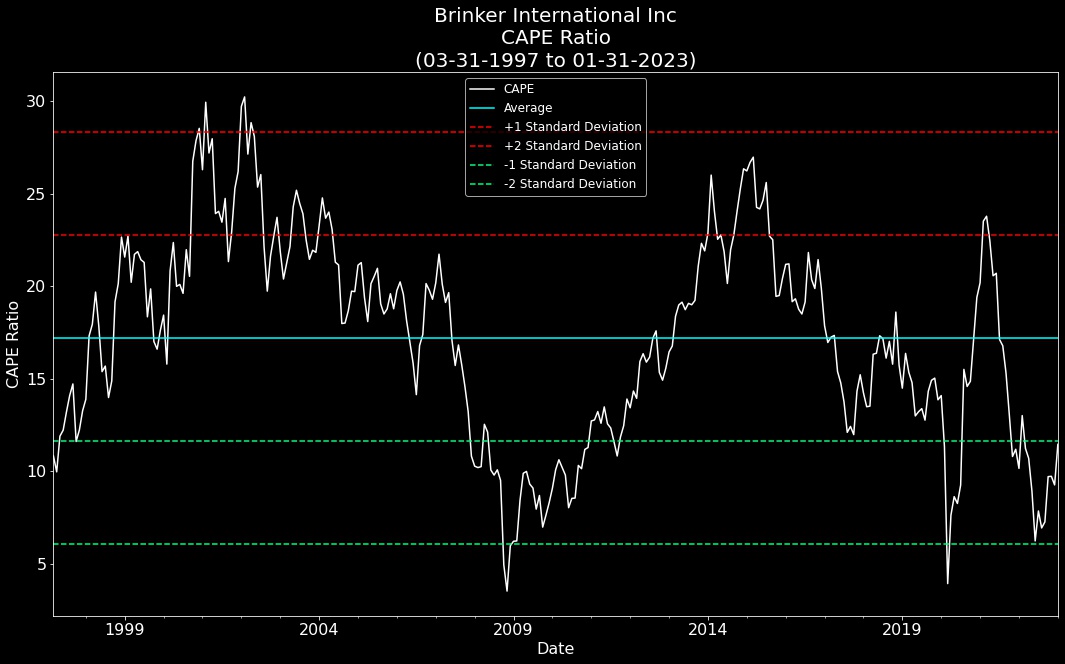 Brinker International Inc
CAPE Ratio
(03-31-1997 to 01-31-2023)
CAPE
Average
+1 Standard Deviation
+2 Standard Deviation
-1 Standard Deviation
-2 Standard Deviation
30
25
20
15
10
5
CAPE Ratio
1999 2004 2009 2014 2019
Date